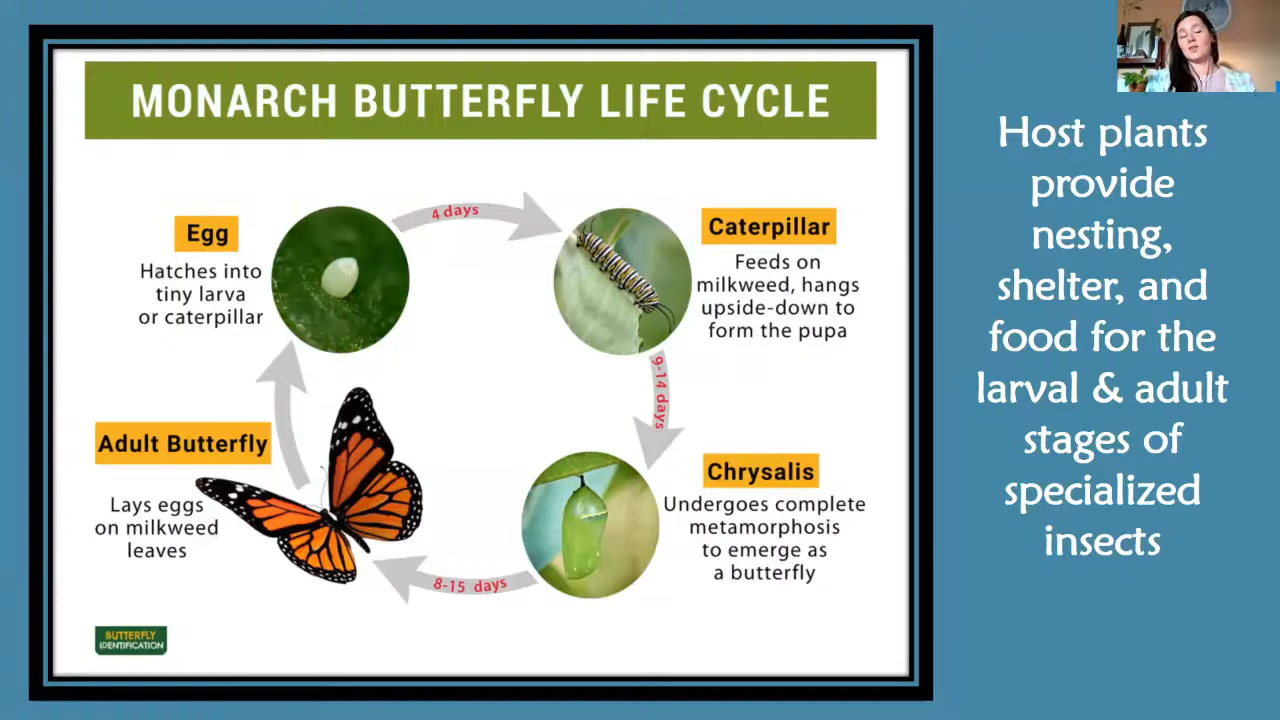 MONARCH BUTTERFLY LIFE CYCLE
4 days
Egg
Hatches into
tiny larva
or caterpillar
Caterpillar
Feeds on
milkweed, hangs
upside-down to
form the pupa
9-14 days
Adult Butterfly
Lays eggs
on milkweed
leaves
Chrysalis
Undergoes complete
metamorphosis
to emerge as
a butterfly
8-15 days
BUTTERFLY
IDENTIFICATION
Host plants
provide
nesting,
shelter, and
food for the
larval & adult
stages of
specialized
insects